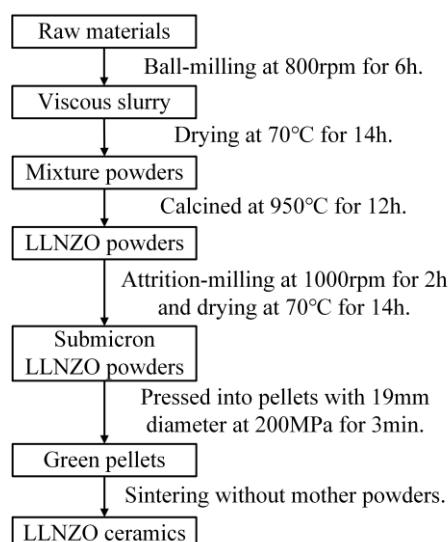 Raw materials
Ball-milling at 800rpm for 6h.
Viscous slurry
Drying at 70℃ for 14h.
Mixture powders
Calcined at 950℃ for 12h.
LLNZO powders
Attrition-milling at 1000rpm for 2h
and drying at 70℃ for 14h.
Submicron
LLNZO powders
Pressed into pellets with 19mm
diameter at 200MPa for 3min.
Green pellets
Sintering without mother powders.
LLNZO ceramics